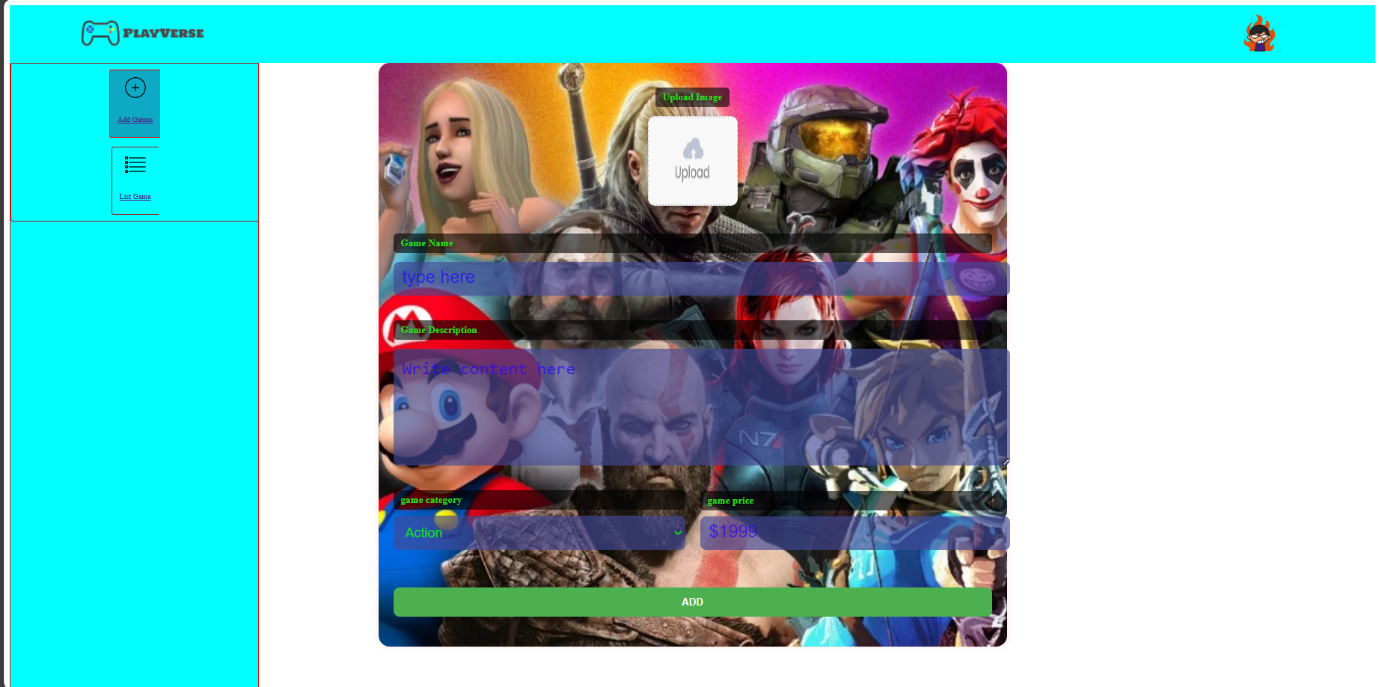 PLAYVERSE
Add Games
List Game
Upload Image
Upload
Game Name
type here
Game Description
Write content here
N7
game category
game price
Action
$1999
ADD